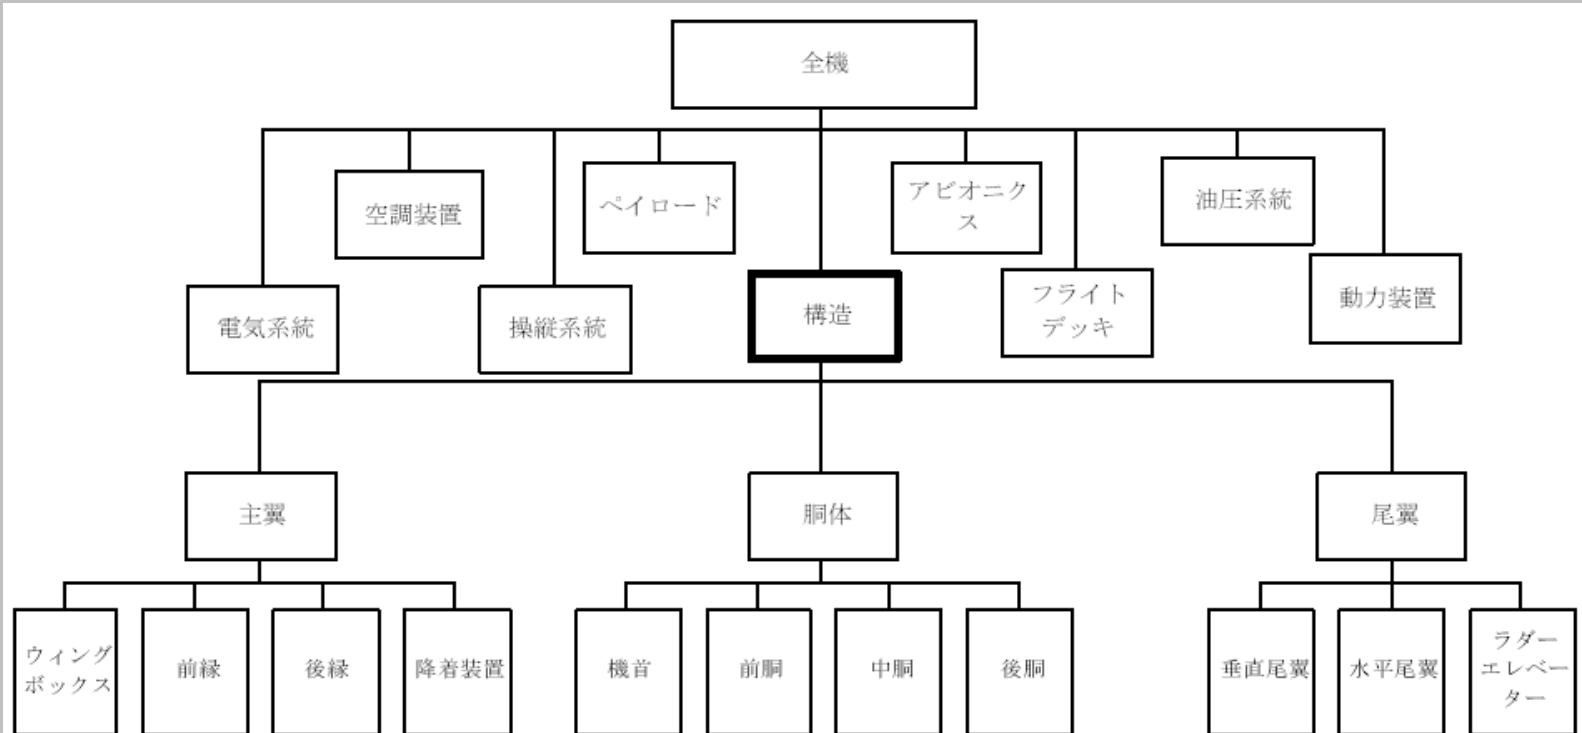 全機
空調装置
ペイロード
アビオニク
ス
油圧系統
電気系統
操縦系統
構造
フライト
デッキ
動力装置
主翼
胴体
尾翼
ウィング
ボックス
前縁
後縁
降着装置
機首
前胴
中胴
後胴
垂直尾翼
水平尾翼
ラダー
エレベー
ター